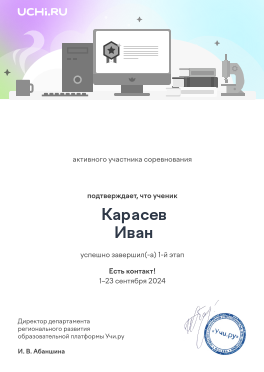 UCHi.RU
активного участника соревнования
подтверждает, что ученик
Карасев
Иван
успешно завершил(-а) 1-й этап
Есть контакт!
1–23 сентября 2024
Директор департамента
регионального развития
образовательной платформы Учи.ру
И. В. Абаншина
«Учи.ру»